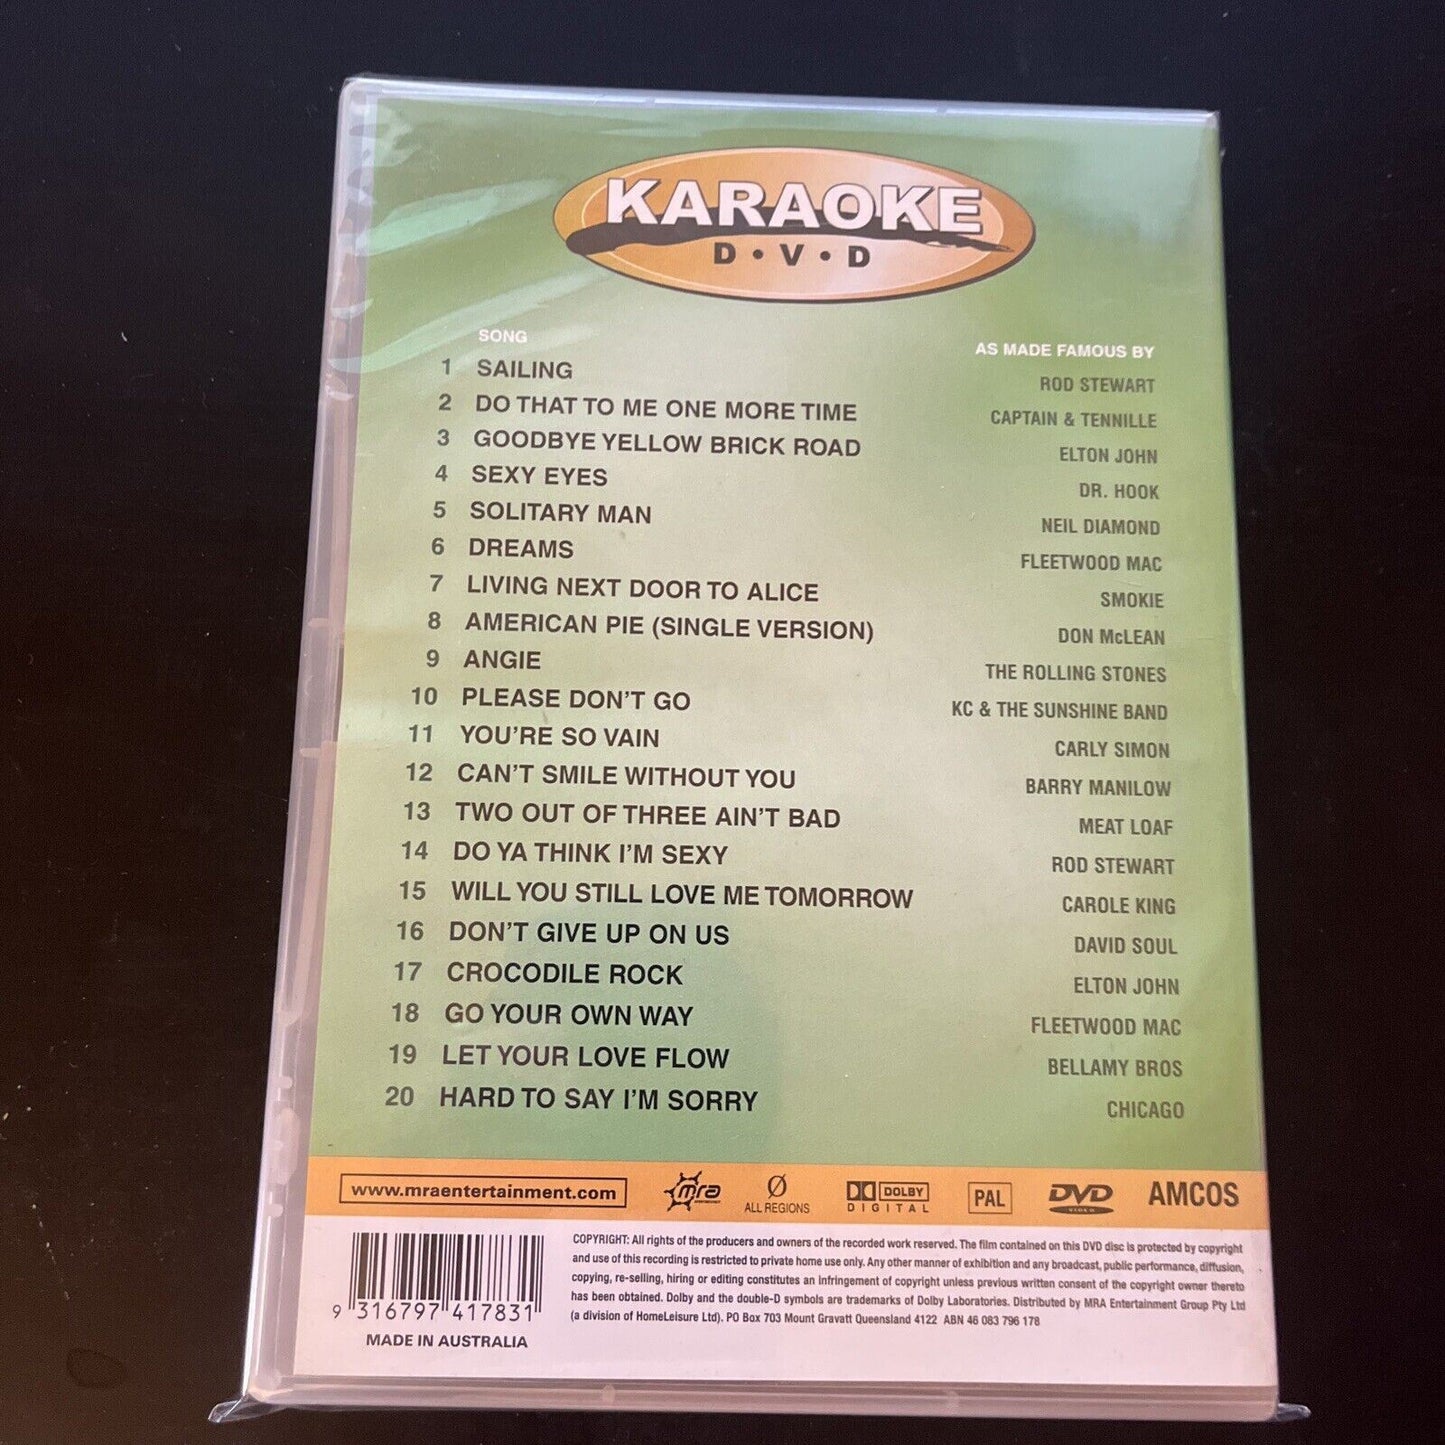 KARAOKE
D•V•D
SONG AS MADE FAMOUS BY
1 SAILING ROD STEWART
2 DO THAT TO ME ONE MORE TIME CAPTAIN & TENNILLE
3 GOODBYE YELLOW BRICK ROAD ELTON JOHN
4 SEXY EYES DR. HOOK
5 SOLITARY MAN NEIL DIAMOND
6 DREAMS FLEETWOOD MAC
7 LIVING NEXT DOOR TO ALICE SMOKIE
8 AMERICAN PIE (SINGLE VERSION) DON McLEAN
9 ANGIE THE ROLLING STONES
10 PLEASE DON'T GO KC & THE SUNSHINE BAND
11 YOU'RE SO VAIN CARLY SIMON
12 CAN'T SMILE WITHOUT YOU BARRY MANILOW
13 TWO OUT OF THREE AIN'T BAD MEAT LOAF
14 DO YA THINK I'M SEXY ROD STEWART
15 WILL YOU STILL LOVE ME TOMORROW CAROLE KING
16 DON'T GIVE UP ON US DAVID SOUL
17 CROCODILE ROCK ELTON JOHN
18 GO YOUR OWN WAY FLEETWOOD MAC
19 LET YOUR LOVE FLOW BELLAMY BROS
20 HARD TO SAY I'M SORRY CHICAGO
www.mraentertainment.com mra Ø ALL REGIONS DOLBY DIGITAL PAL DVD VIDEO AMCOS
COPYRIGHT: All rights of the producers and owners of the recorded work reserved. The film contained on this DVD disc is protected by copyright
and use of this recording is restricted to private home use only. Any other manner of exhibition and any broadcast, public performance, diffusion,
copying, re-selling, hiring or editing constitutes an infringement of copyright unless previous written consent of the copyright owner thereto
has been obtained. Dolby and the double-D symbols are trademarks of Dolby Laboratories. Distributed by MRA Entertainment Group Pty Ltd
(a division of HomeLeisure Ltd). PO Box 703 Mount Gravatt Queensland 4122 ABN 46 083 796 178
9 316797 417831
MADE IN AUSTRALIA